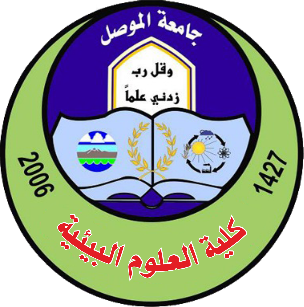 جامعة الموصل
وقل رب
زدني علماً
2006
1427
كلية العلوم البيئية